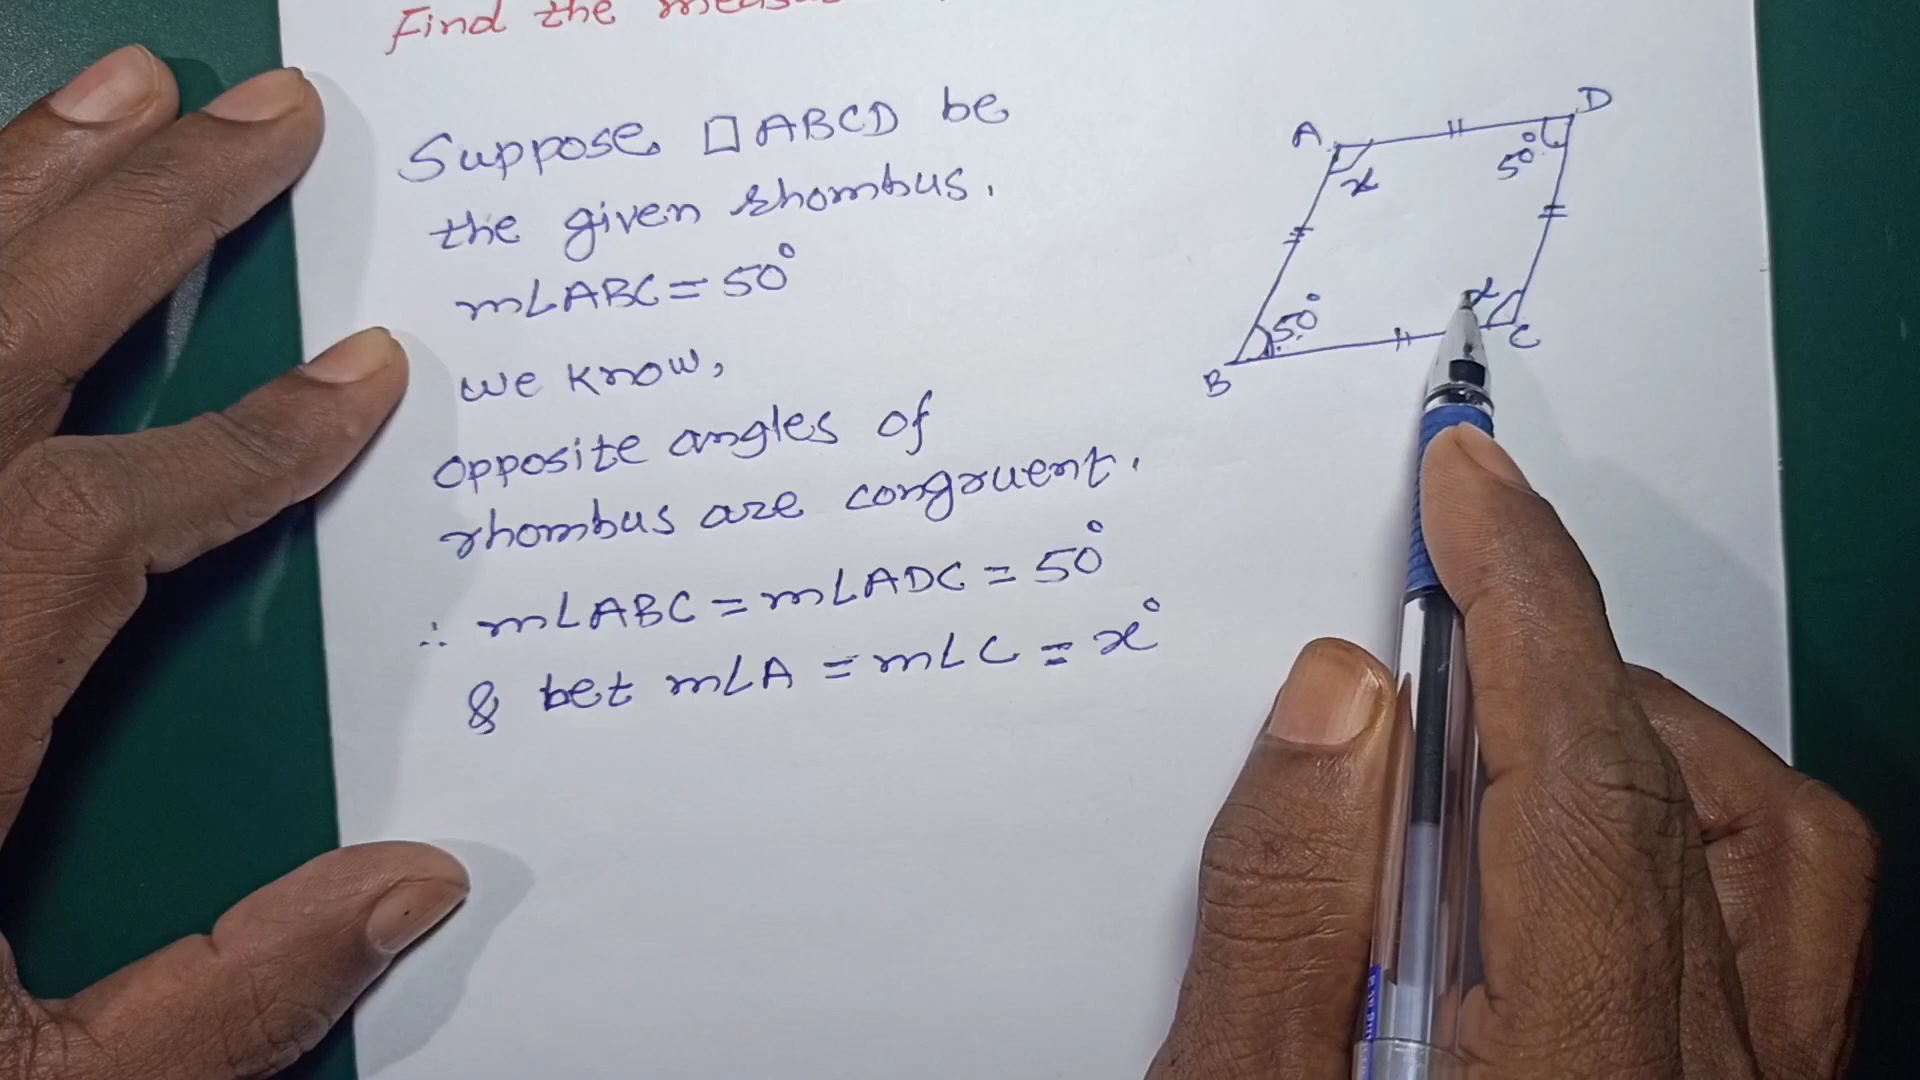 Find the
Suppose □ABCD be
the given rhombus.
m∠ABC = 50°
we know,
opposite angles of
rhombus are congruent.
∴ m∠ABC = m∠ADC = 50°
& let m∠A = m∠C = x°
A
D
x
50°
50°
x
C
B